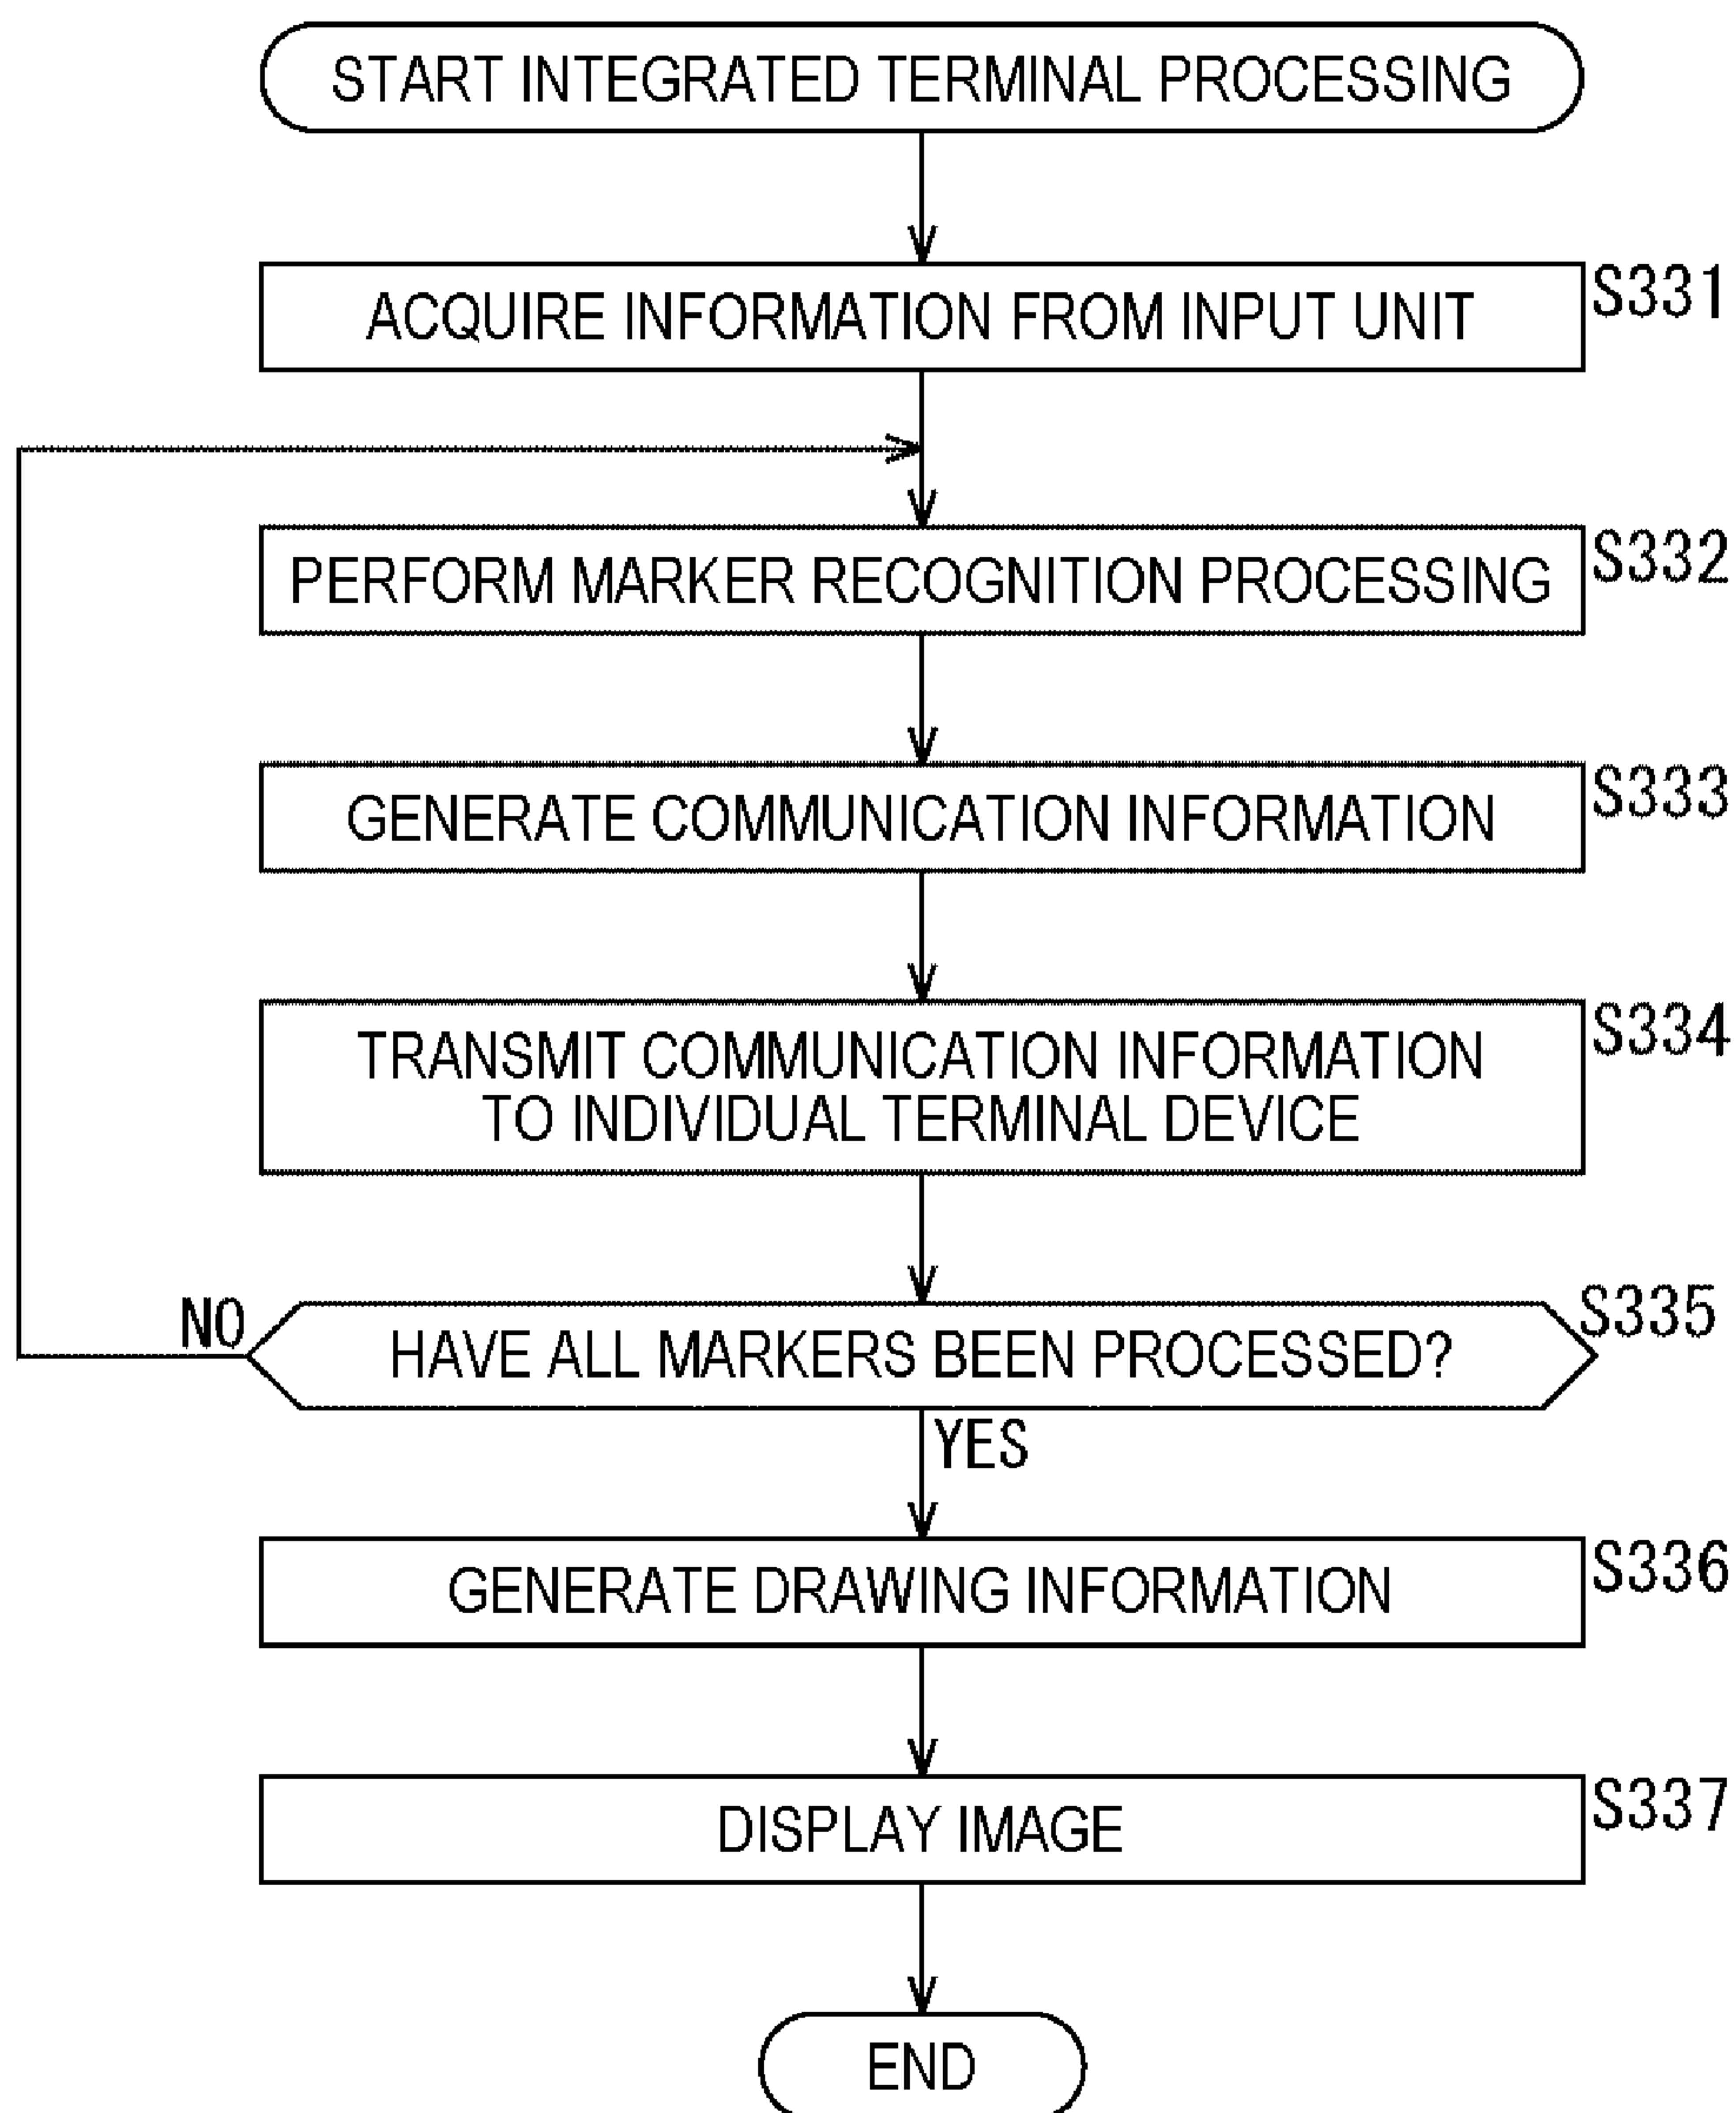 START INTEGRATED TERMINAL PROCESSING
ACQUIRE INFORMATION FROM INPUT UNIT
S331
PERFORM MARKER RECOGNITION PROCESSING
S332
GENERATE COMMUNICATION INFORMATION
S333
TRANSMIT COMMUNICATION INFORMATION
TO INDIVIDUAL TERMINAL DEVICE
S334
NO
HAVE ALL MARKERS BEEN PROCESSED?
S335
YES
GENERATE DRAWING INFORMATION
S336
DISPLAY IMAGE
S337
END